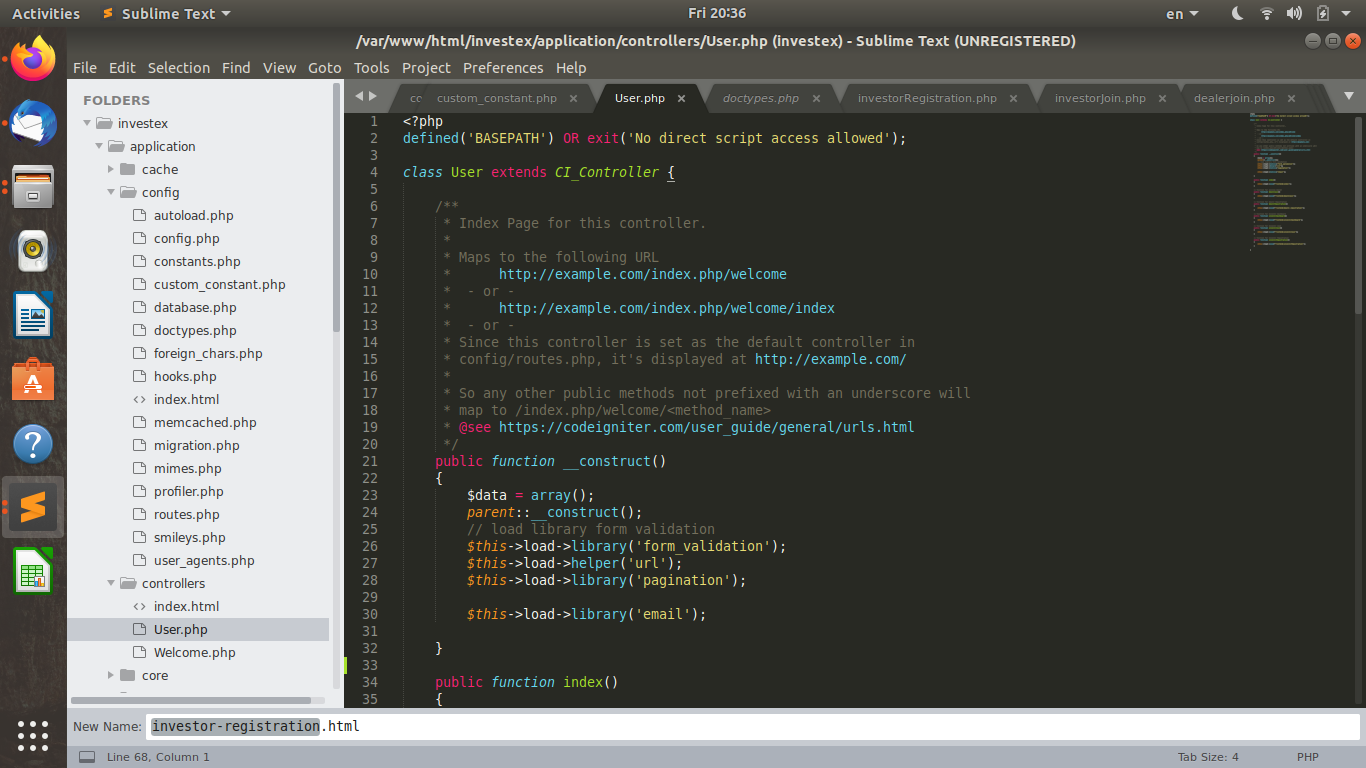 Activities Sublime Text Fri 20:36 en
/var/www/html/investex/application/controllers/User.php (investex) - Sublime Text (UNREGISTERED)
File Edit Selection Find View Goto Tools Project Preferences Help
FOLDERS
investex
application
cache
config
autoload.php
config.php
constants.php
custom_constant.php
database.php
doctypes.php
foreign_chars.php
hooks.php
index.html
memcached.php
migration.php
mimes.php
profiler.php
routes.php
smileys.php
user_agents.php
controllers
index.html
User.php
Welcome.php
core
custom_constant.php × User.php × doctypes.php × investorRegistration.php × investorJoin.php × dealerjoin.php ×
1 <?php
2 defined('BASEPATH') OR exit('No direct script access allowed');
3
4 class User extends CI_Controller {
5
6 /**
7 * Index Page for this controller.
8 *
9 * Maps to the following URL
10 * http://example.com/index.php/welcome
11 * - or -
12 * http://example.com/index.php/welcome/index
13 * - or -
14 * Since this controller is set as the default controller in
15 * config/routes.php, it's displayed at http://example.com/
16 *
17 * So any other public methods not prefixed with an underscore will
18 * map to /index.php/welcome/<method_name>
19 * @see https://codeigniter.com/user_guide/general/urls.html
20 */
21 public function __construct()
22 {
23 $data = array();
24 parent::__construct();
25 // load library form validation
26 $this->load->library('form_validation');
27 $this->load->helper('url');
28 $this->load->library('pagination');
29
30 $this->load->library('email');
31
32 }
33
34 public function index()
35 {
New Name: investor-registration.html
Line 68, Column 1 Tab Size: 4 PHP